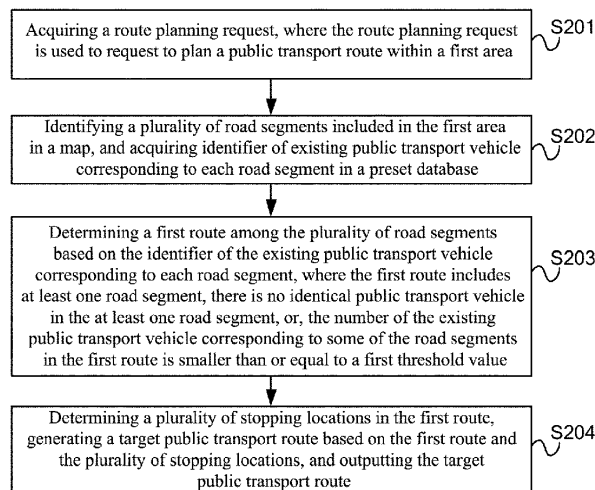 Acquiring a route planning request, where the route planning request
is used to request to plan a public transport route within a first area
S201
Identifying a plurality of road segments included in the first area
in a map, and acquiring identifier of existing public transport vehicle
corresponding to each road segment in a preset database
S202
Determining a first route among the plurality of road segments
based on the identifier of the existing public transport vehicle
corresponding to each road segment, where the first route includes
at least one road segment, there is no identical public transport vehicle
in the at least one road segment, or, the number of the existing
public transport vehicle corresponding to some of the road segments
in the first route is smaller than or equal to a first threshold value
S203
Determining a plurality of stopping locations in the first route,
generating a target public transport route based on the first route and
the plurality of stopping locations, and outputting the target
public transport route
S204